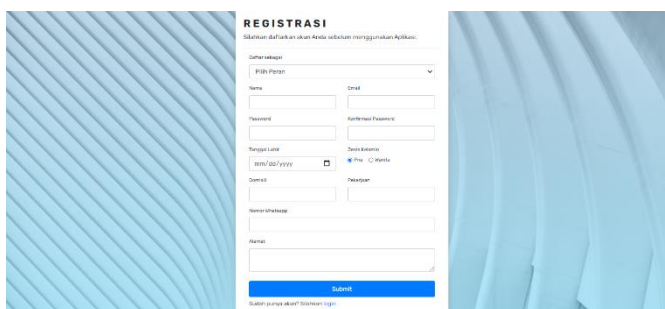 REGISTRASI
Silahkan daftarkan akun Anda sebelum menggunakan Aplikasi.
Daftar sebagai
Pilih Peran
Nama Email
Password Konfirmasi Password
Tanggal Lahir Jenis Kelamin
mm/dd/yyyy Pria Wanita
Domisili Pekerjaan
Nomor Whatsapp
Alamat
Submit
Sudah punya akun? Silahkan login